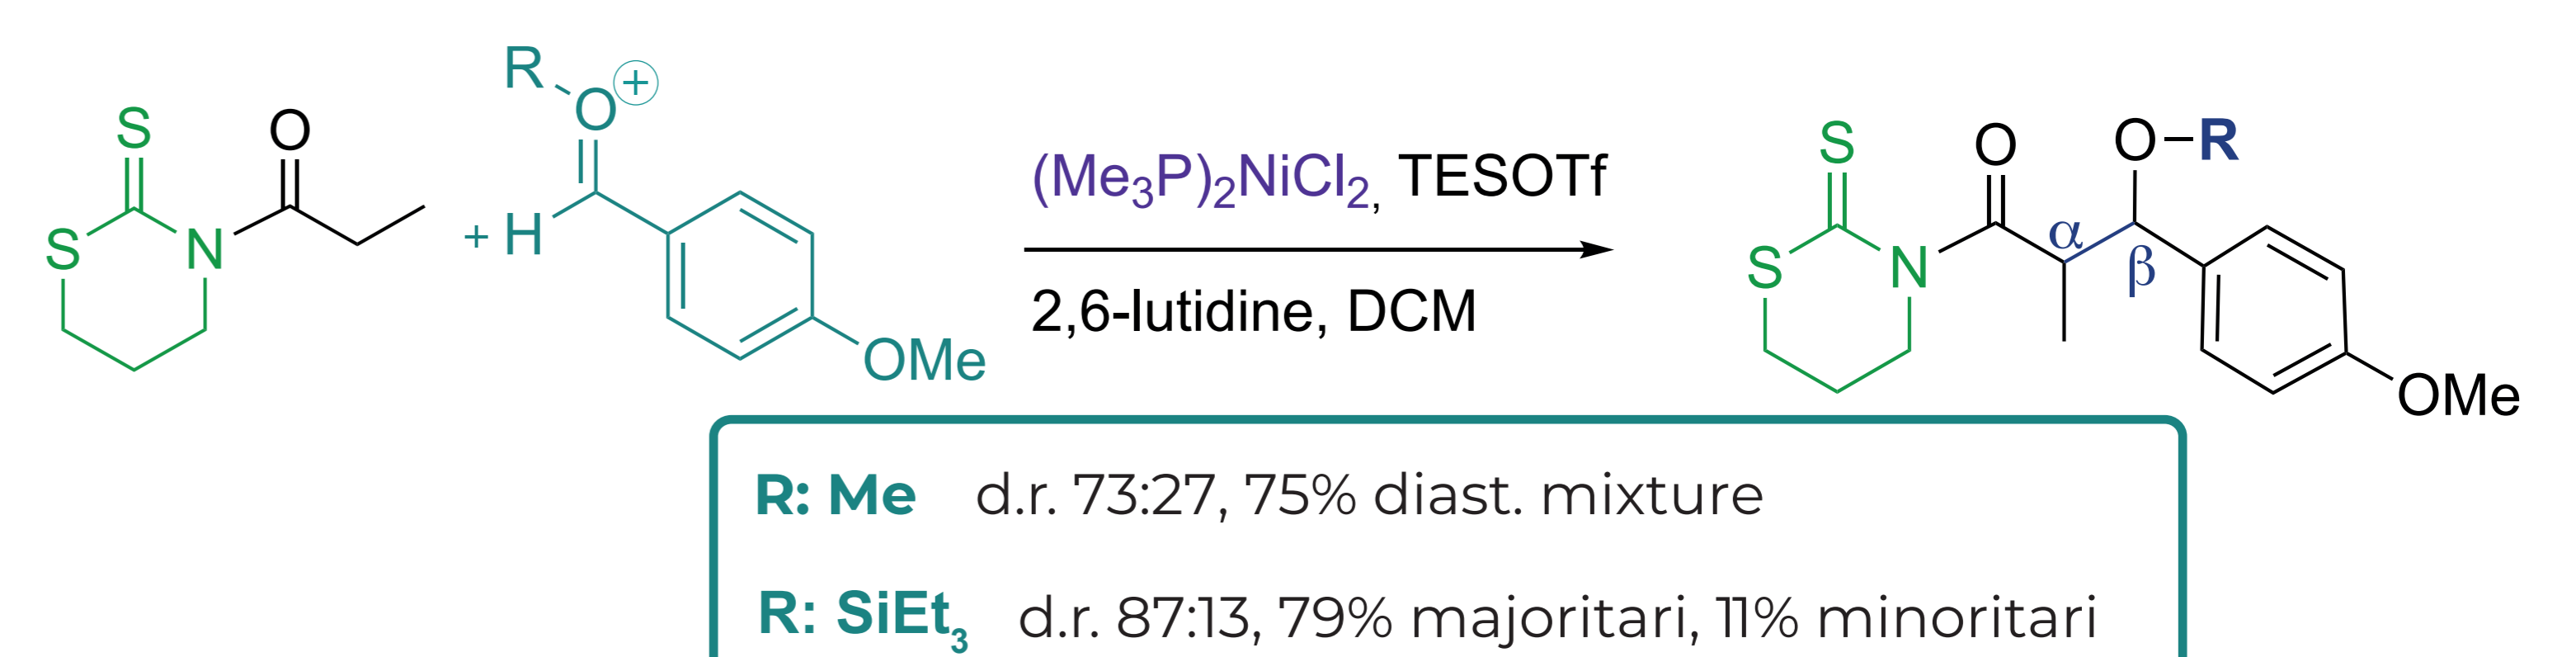 S O
S N
+
R O +
H
OMe
(Me3P)2NiCl2, TESOTf
2,6-lutidine, DCM
S O O R
S N α β
OMe
R: Me d.r. 73:27, 75% diast. mixture
R: SiEt3 d.r. 87:13, 79% majoritari, 11% minoritari